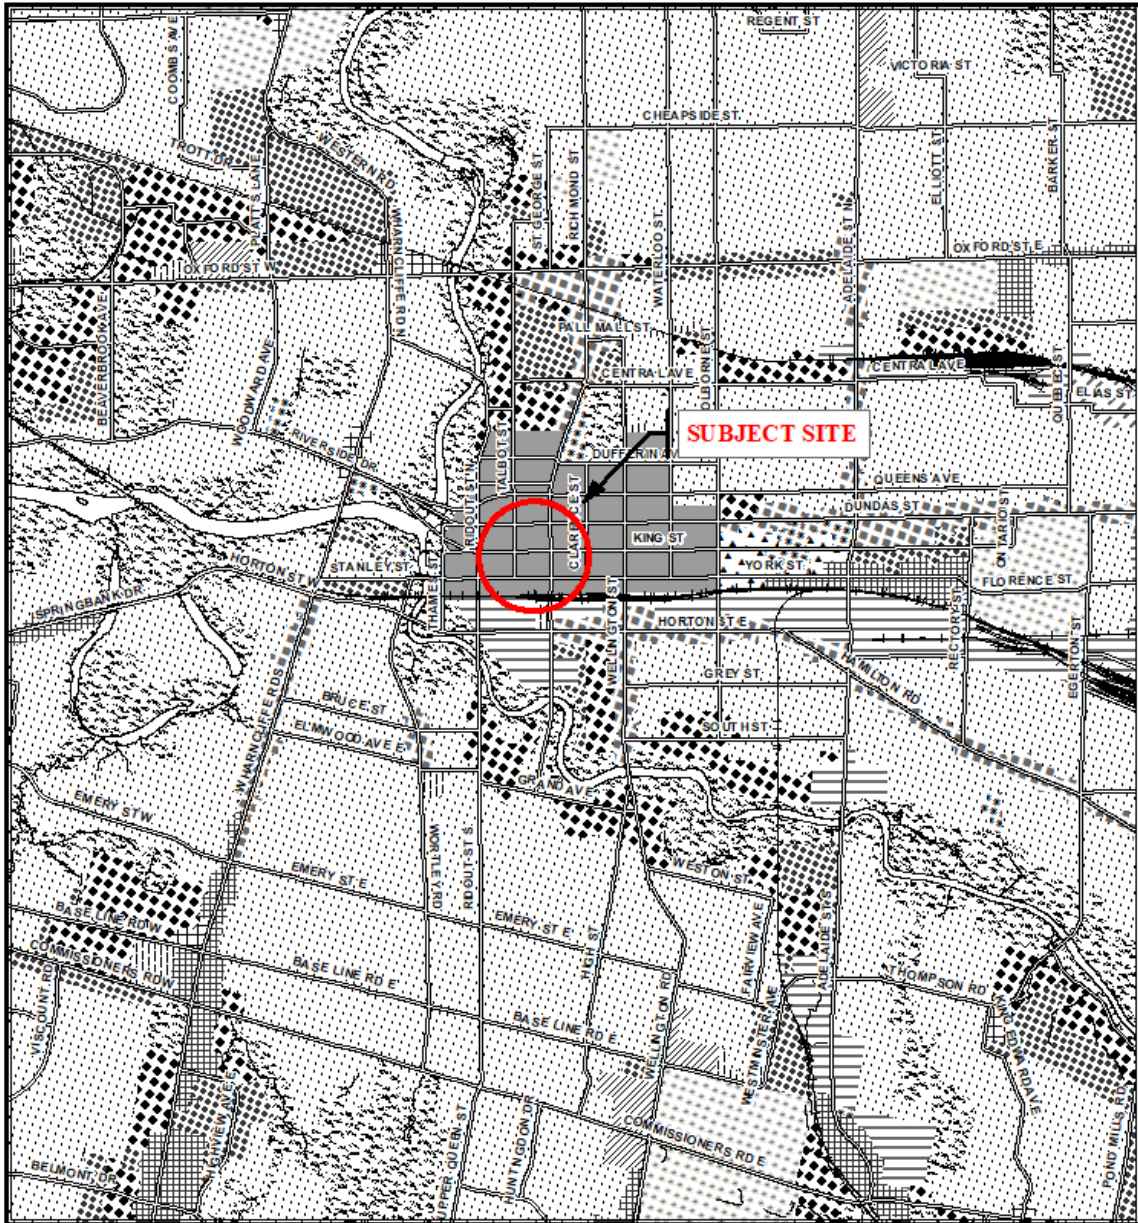 REGENT ST
COOMBS AVE
VICTORIA ST
CHEAPSIDE ST.
TROTT DR
WESTERN RD
PLATT'S LANE
ST. GEORGE ST
RICHMOND ST
ELLIOTT ST
BARKER ST
WHARNCLIFFE RD N
WATERLOO ST.
ADELAIDE ST N.
OXFORD ST W
OXFORD ST E
BEAVERBROOK AVE
PALL MALL ST
WOODWARD AVE
COLBORNE ST
CENTRAL AVE
CENTRAL AVE
QUEBEC ST
ELIAS ST
SUBJECT SITE
RIVERSIDE DR
TALBOT ST
DUFFERIN AV
QUEENS AVE
RIDOUT ST N
CLARENCE ST
DUNDAS ST
ONTARIO ST
KING ST
STANLEY ST.
HORTON ST W
YORK ST
FLORENCE ST.
SPRINGBANK DR
THAMES ST
WELLINGTON ST
HORTON ST E
RECTORY ST
EGERTON ST
HAMILTON RD
GREY ST
WHARNCLIFFE RD S
BRUCE ST
ELMWOOD AVE E
SOUTH ST
GRAND AVE
EMERY ST W
WORTLEY RD
RIDOUT ST S.
EMERY ST E
WESTON ST
BASE LINE RD W
EMERY ST E
HIGH ST
FAIRVIEW AVE
ADELAIDE ST S
COMMISSIONERS RD W
BASE LINE RD E
THOMPSON RD
VISCOUNT RD
BASE LINE RD E
WELLINGTON RD
WESTMINSTER AVE
KING EDWARD AVE
HIGHVIEW AVE E
UPPER QUEEN ST
HUNTINGDON DR
COMMISSIONERS RD E
POND MILLS RD
BELMONT DR